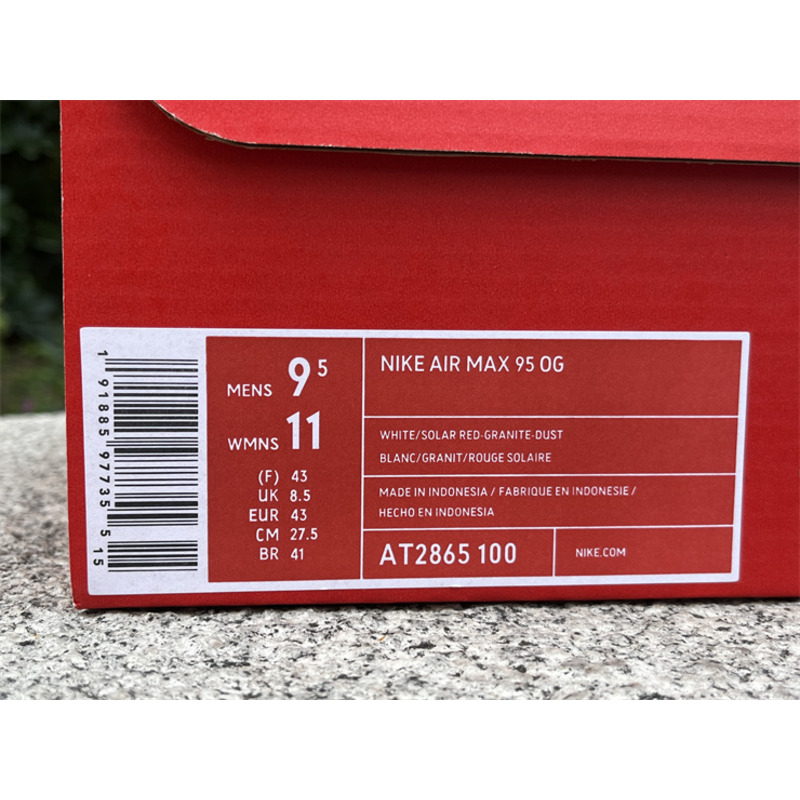 1 91885 97735 515
MENS 9 5
WMNS 11
(F) 43
UK 8.5
EUR 43
CM 27.5
BR 41
NIKE AIR MAX 95 OG
WHITE/SOLAR RED-GRANITE-DUST
BLANC/GRANIT/ROUGE SOLAIRE
MADE IN INDONESIA / FABRIQUE EN INDONESIE /
HECHO EN INDONESIA
AT2865 100
NIKE.COM